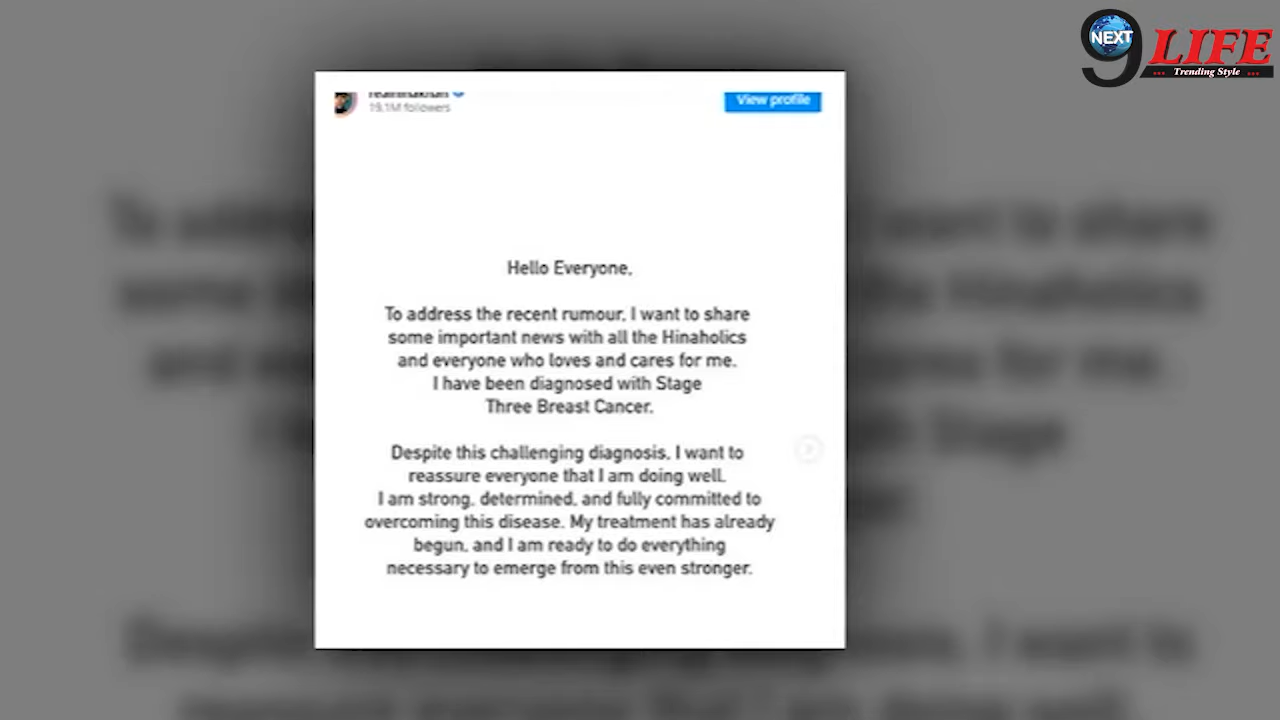 NEXT
9 LIFE
... Trending Style ...
19.1M followers
View profile
Hello Everyone,
To address the recent rumour, I want to share
some important news with all the Hinaholics
and everyone who loves and cares for me.
I have been diagnosed with Stage
Three Breast Cancer.
Despite this challenging diagnosis, I want to
reassure everyone that I am doing well.
I am strong, determined, and fully committed to
overcoming this disease. My treatment has already
begun, and I am ready to do everything
necessary to emerge from this even stronger.